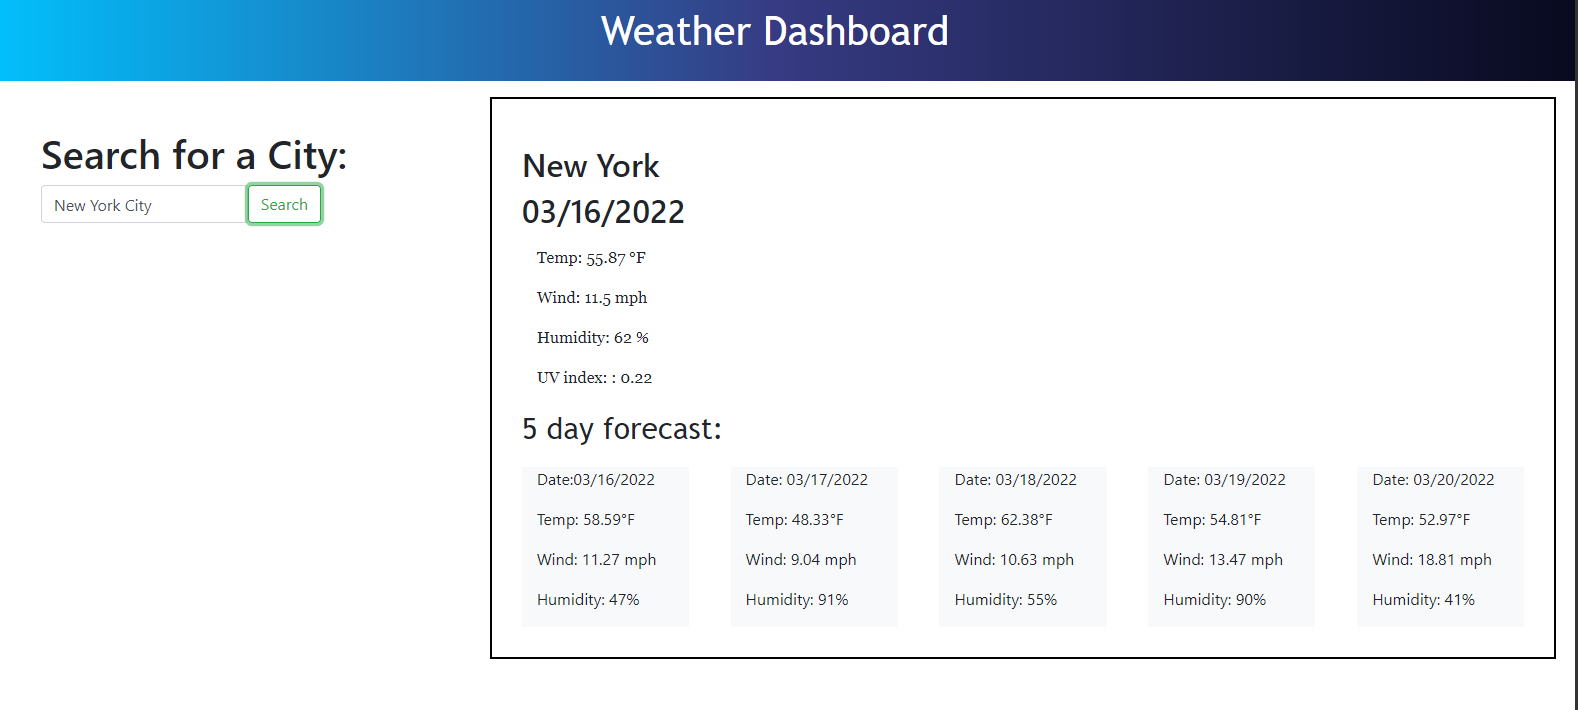 Weather Dashboard
Search for a City:
New York City
Search
New York
03/16/2022
Temp: 55.87 °F
Wind: 11.5 mph
Humidity: 62 %
UV index: : 0.22
5 day forecast:
Date:03/16/2022
Temp: 58.59°F
Wind: 11.27 mph
Humidity: 47%
Date: 03/17/2022
Temp: 48.33°F
Wind: 9.04 mph
Humidity: 91%
Date: 03/18/2022
Temp: 62.38°F
Wind: 10.63 mph
Humidity: 55%
Date: 03/19/2022
Temp: 54.81°F
Wind: 13.47 mph
Humidity: 90%
Date: 03/20/2022
Temp: 52.97°F
Wind: 18.81 mph
Humidity: 41%